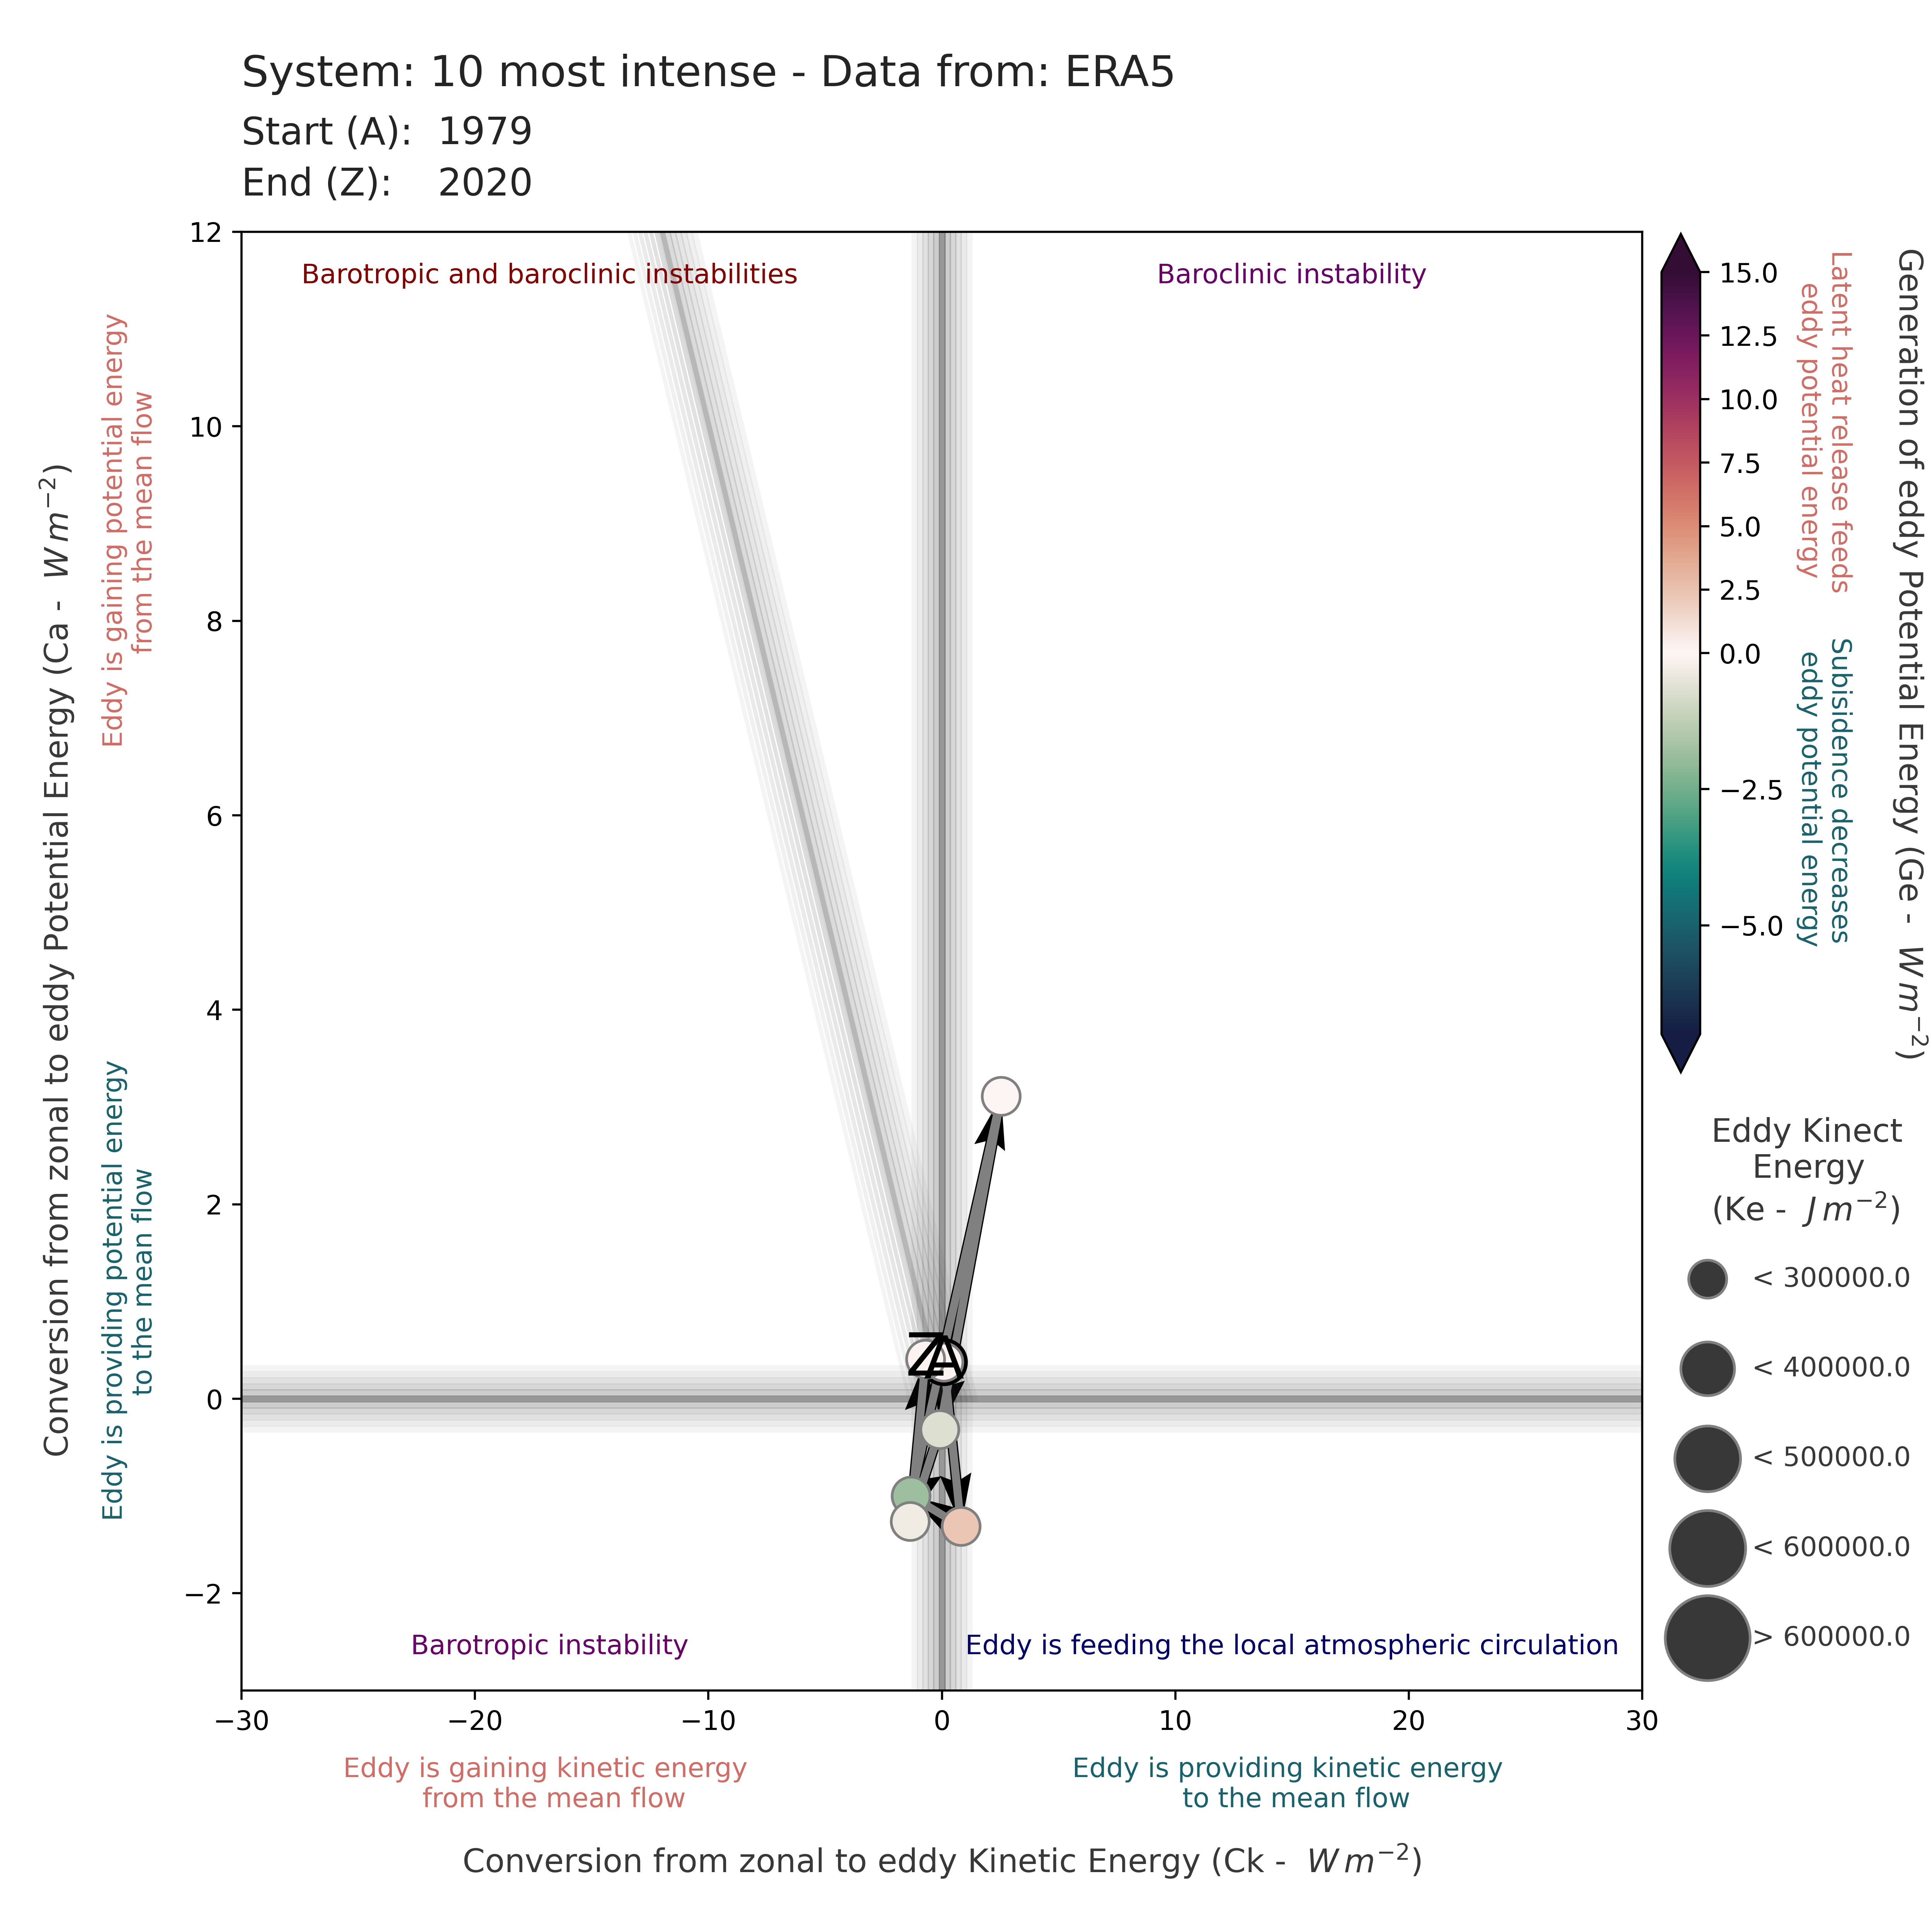 System: 10 most intense - Data from: ERA5
Start (A): 1979
End (Z): 2020
Barotropic and baroclinic instabilities
Baroclinic instability
Barotropic instability
Eddy is feeding the local atmospheric circulation
Z
A
12
10
8
6
4
2
0
−2
−30
−20
−10
0
10
20
30
Eddy is gaining kinetic energy
from the mean flow
Eddy is providing kinetic energy
to the mean flow
Conversion from zonal to eddy Kinetic Energy (Ck - W m⁻²)
Conversion from zonal to eddy Potential Energy (Ca - W m⁻²)
Eddy is gaining potential energy
from the mean flow
Eddy is providing potential energy
to the mean flow
15.0
12.5
10.0
7.5
5.0
2.5
0.0
−2.5
−5.0
Latent heat release feeds
eddy potential energy
Subisidence decreases
eddy potential energy
Generation of eddy Potential Energy (Ge - W m⁻²)
Eddy Kinect
Energy
(Ke - J m⁻²)
< 300000.0
< 400000.0
< 500000.0
< 600000.0
> 600000.0